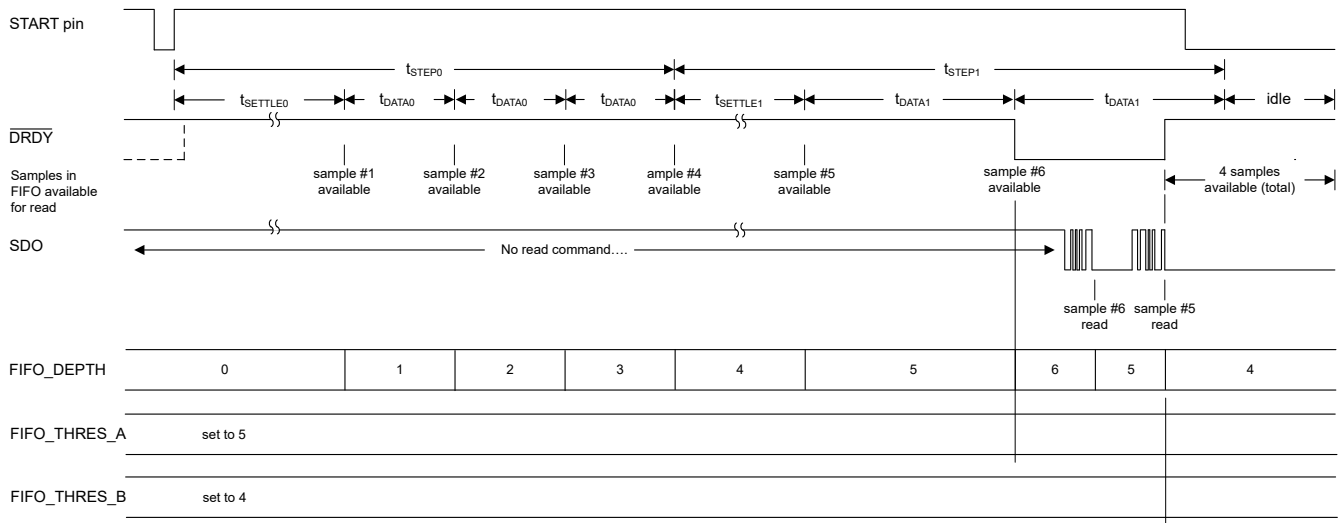 START pin
tSTEP0
tSTEP1
tSETTLE0
tDATA0
tDATA0
tDATA0
tSETTLE1
tDATA1
tDATA1
idle
DRDY
Samples in
FIFO available
for read
sample #1
available
sample #2
available
sample #3
available
ample #4
available
sample #5
available
sample #6
available
4 samples
available (total)
SDO
No read command....
sample #6
read
sample #5
read
FIFO_DEPTH
0
1
2
3
4
5
6
5
4
FIFO_THRES_A
set to 5
FIFO_THRES_B
set to 4